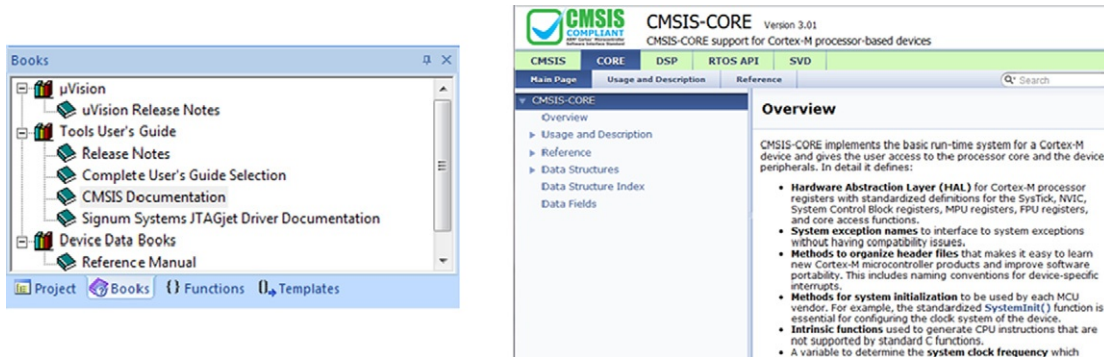 Books
µVision
uVision Release Notes
Tools User's Guide
Release Notes
Complete User's Guide Selection
CMSIS Documentation
Signum Systems JTAGjet Driver Documentation
Device Data Books
Reference Manual
Project Books {} Functions 0 Templates
CMSIS
COMPLIANT
CMSIS-CORE Version 3.01
CMSIS-CORE support for Cortex-M processor-based devices
CMSIS CORE DSP RTOS API SVD
Main Page Usage and Description Reference Search
CMSIS-CORE
Overview
Usage and Description
Reference
Data Structures
Data Structure Index
Data Fields
Overview
CMSIS-CORE implements the basic run-time system for a Cortex-M
device and gives the user access to the processor core and the device
peripherals. In detail it defines:
• Hardware Abstraction Layer (HAL) for Cortex-M processor
registers with standardized definitions for the SysTick, NVIC,
System Control Block registers, MPU registers, FPU registers,
and core access functions.
• System exception names to interface to system exceptions
without having compatibility issues.
• Methods to organize header files that makes it easy to learn
new Cortex-M microcontroller products and improve software
portability. This includes naming conventions for device-specific
interrupts.
• Methods for system initialization to be used by each MCU
vendor. For example, the standardized SystemInit() function is
essential for configuring the clock system of the device.
• Intrinsic functions used to generate CPU instructions that are
not supported by standard C functions.
• A variable to determine the system clock frequency which